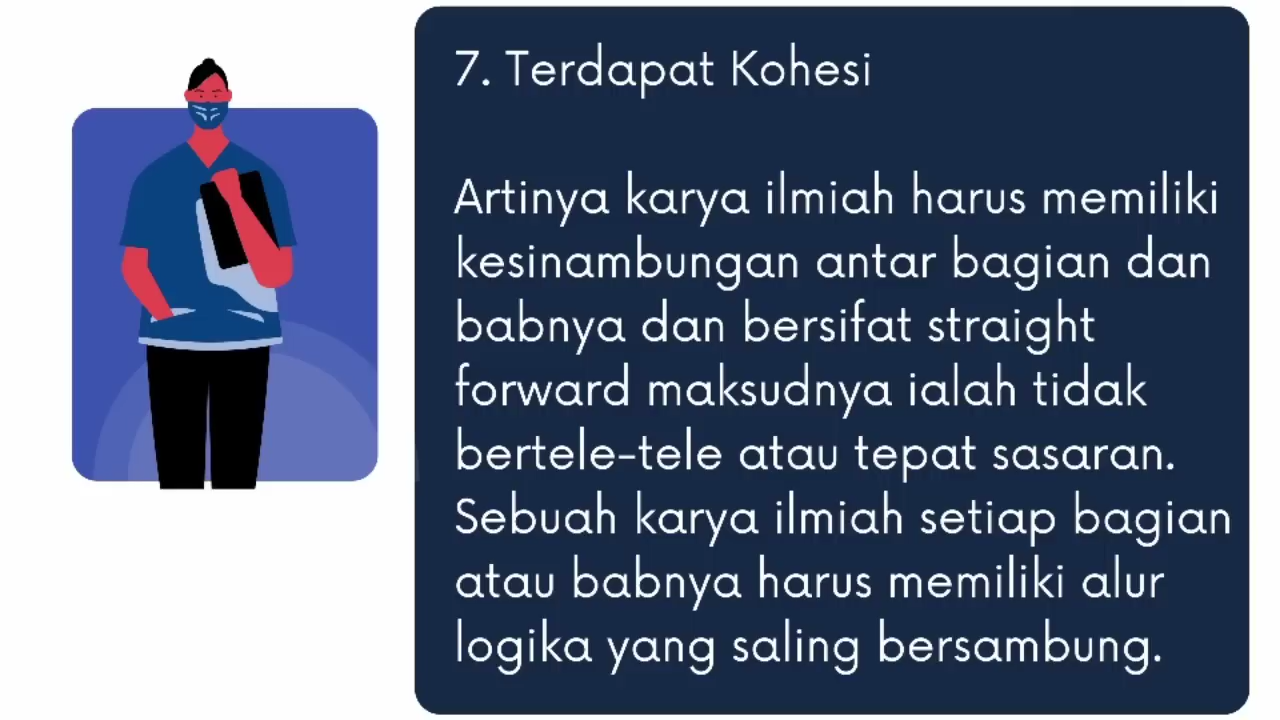 7. Terdapat Kohesi
Artinya karya ilmiah harus memiliki
kesinambungan antar bagian dan
babnya dan bersifat straight
forward maksudnya ialah tidak
bertele-tele atau tepat sasaran.
Sebuah karya ilmiah setiap bagian
atau babnya harus memiliki alur
logika yang saling bersambung.